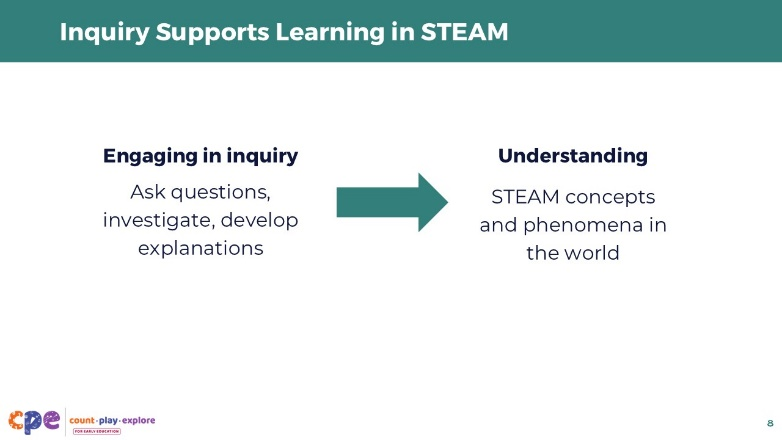 Inquiry Supports Learning in STEAM
Engaging in inquiry
Ask questions,
investigate, develop
explanations
Understanding
STEAM concepts
and phenomena in
the world
cpe
count·play·explore
FOR EARLY EDUCATION
8